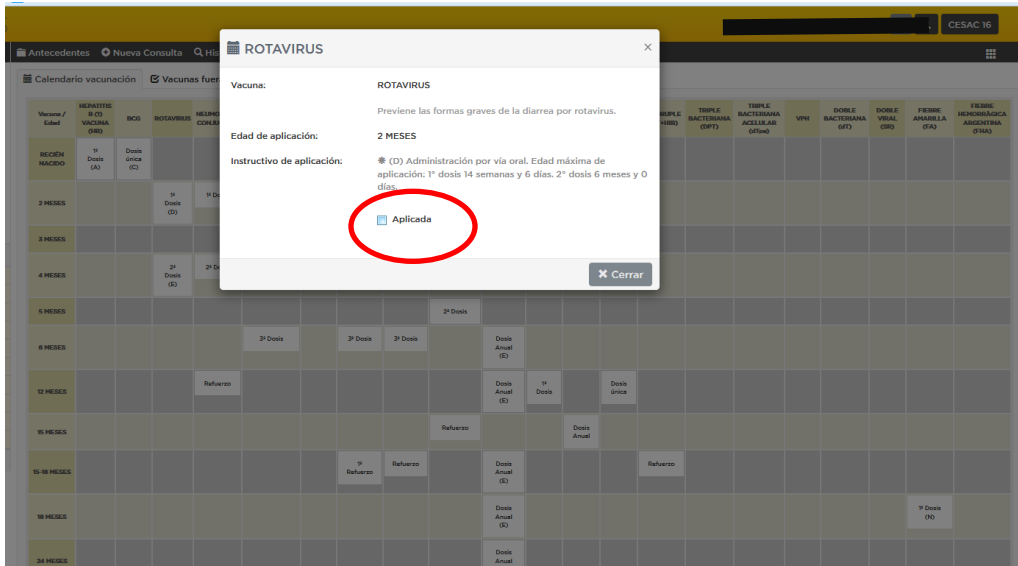 CESAC 16
Antecedentes
Nueva Consulta
Calendario vacunación
Vacunas fuer
ROTAVIRUS
×
Vacuna:
ROTAVIRUS
Previene las formas graves de la diarrea por rotavirus.
Edad de aplicación:
2 MESES
Instructivo de aplicación:
(D) Administración por vía oral. Edad máxima de
aplicación: 1° dosis 14 semanas y 6 días. 2° dosis 6 meses y 0
días.
Aplicada
Cerrar
Vacuna /
Edad
HEPATITIS
B (1)
VACUNA
(HB)
BCG
ROTAVIRUS
NEUMO
CONJU
TRIPLE
BACTERIANA
(DPT)
TRIPLE
BACTERIANA
ACELULAR
VPH
DOBLE
BACTERIANA
(dT)
DOBLE
VIRAL
(SR)
FIEBRE
AMARILLA
(FA)
FIEBRE
HEMORRÁGICA
ARGENTINA
(FHA)
RECIÉN
NACIDO
1ª
Dosis
(A)
Dosis
única
(C)
2 MESES
1ª
Dosis
(D)
1ª Do
3 MESES
4 MESES
2ª
Dosis
(E)
2ª Do
5 MESES
2ª Dosis
6 MESES
3ª Dosis
3ª Dosis
3ª Dosis
Dosis
Anual
(E)
12 MESES
Refuerzo
Dosis
Anual
(E)
1ª
Dosis
Dosis
única
15 MESES
Refuerzo
Dosis
Anual
15-18 MESES
1º
Refuerzo
Refuerzo
Dosis
Anual
(E)
Refuerzo
18 MESES
Dosis
Anual
(E)
1ª Dosis
(N)
24 MESES
Dosis
Anual